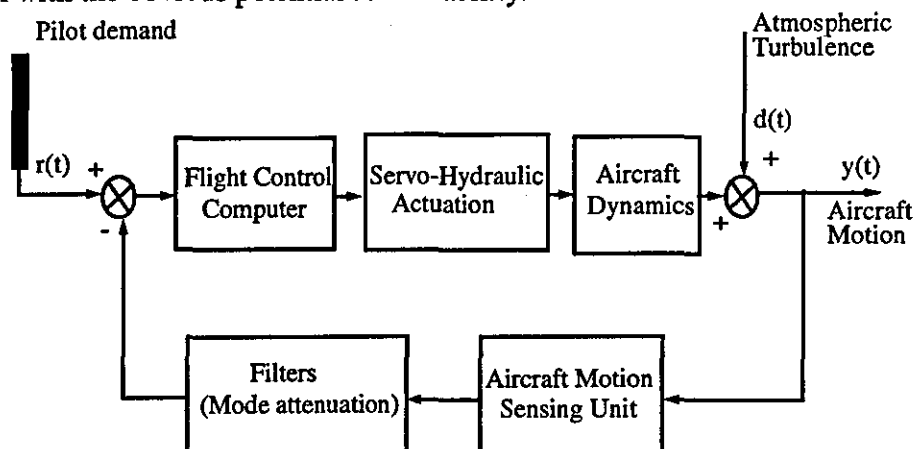 Pilot demand
Atmospheric
Turbulence
d(t)
r(t)
+
+
y(t)
Flight Control
Computer
Servo-Hydraulic
Actuation
Aircraft
Dynamics
+
Aircraft
Motion
-
Filters
(Mode attenuation)
Aircraft Motion
Sensing Unit